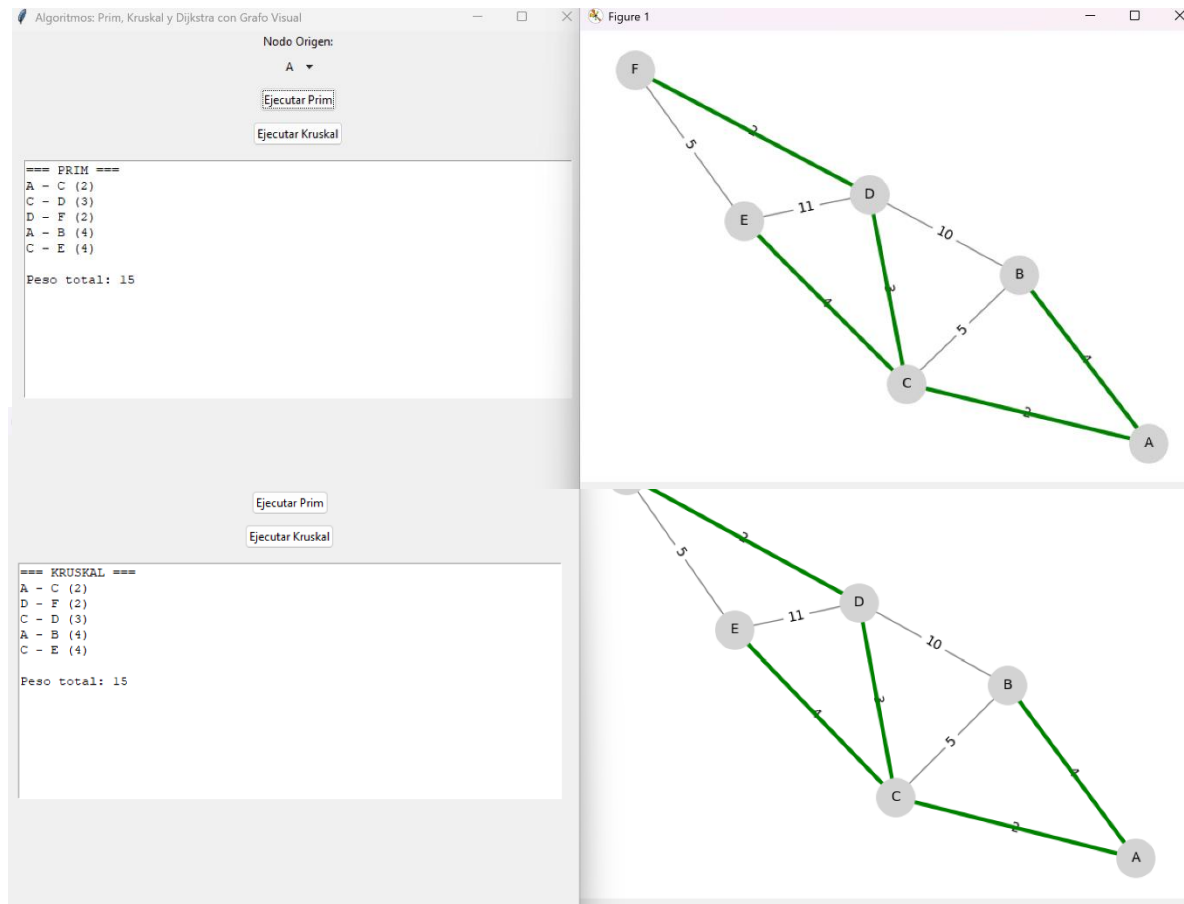 Algoritmos: Prim, Kruskal y Dijkstra con Grafo Visual
Nodo Origen:
A
Ejecutar Prim
Ejecutar Kruskal
=== PRIM ===
A - C (2)
C - D (3)
D - F (2)
A - B (4)
C - E (4)
Peso total: 15
Figure 1
F
2
5
D
E
11
10
B
3
4
5
4
C
2
A
Ejecutar Prim
Ejecutar Kruskal
=== KRUSKAL ===
A - C (2)
D - F (2)
C - D (3)
A - B (4)
C - E (4)
Peso total: 15
2
5
D
E
11
10
B
3
4
5
4
C
2
A